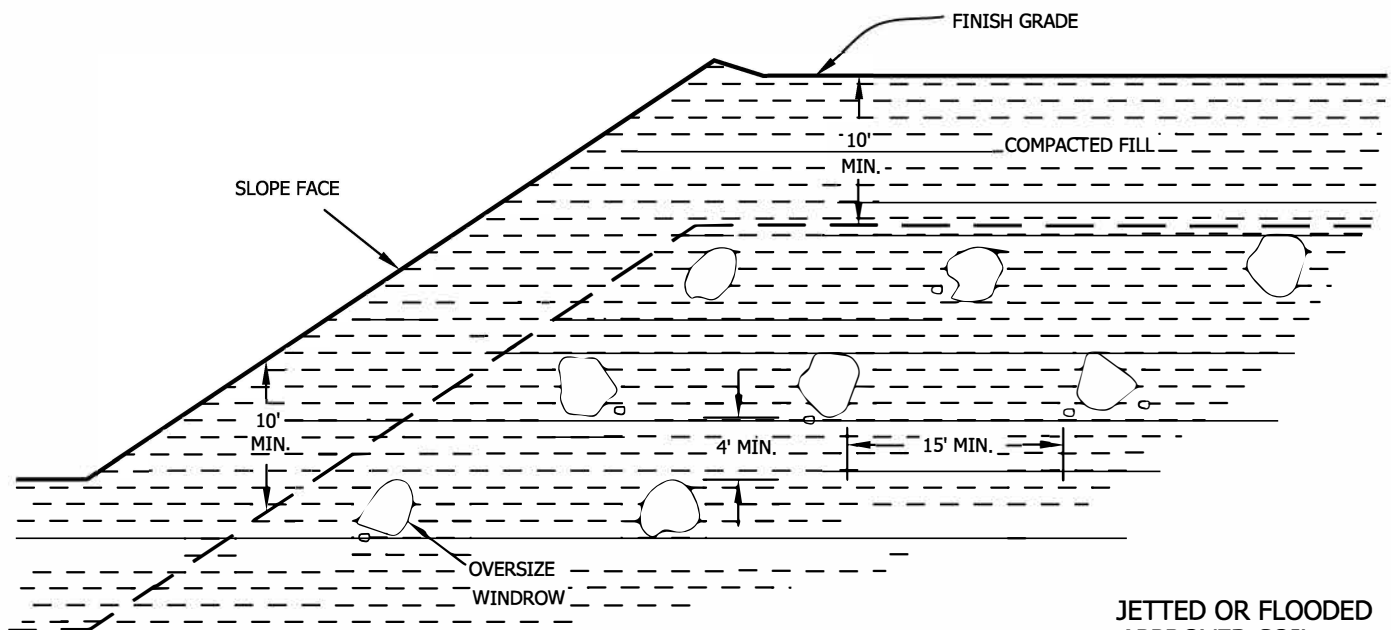 FINISH GRADE
10'
MIN.
COMPACTED FILL
SLOPE FACE
10'
MIN.
4' MIN.
15' MIN.
OVERSIZE
WINDROW
JETTED OR FLOODED